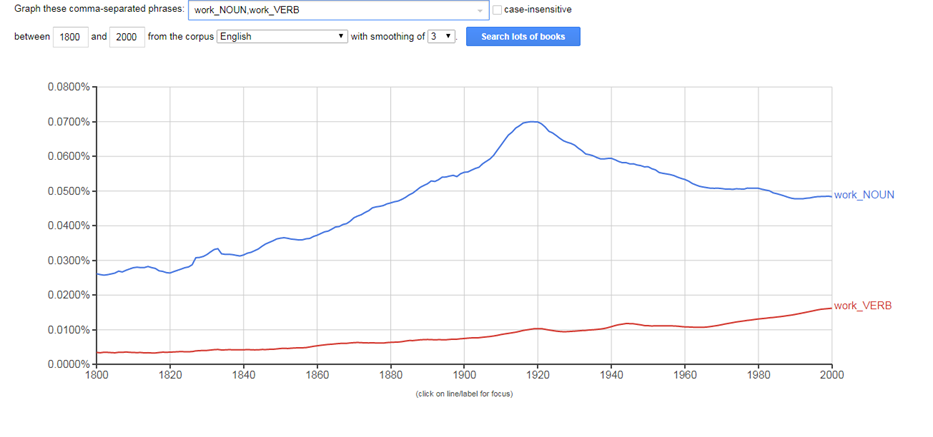 Graph these comma-separated phrases: work_NOUN,work_VERB case-insensitive
between 1800 and 2000 from the corpus English with smoothing of 3 . Search lots of books
0.0800%
0.0700%
0.0600%
0.0500%
work_NOUN
0.0400%
0.0300%
0.0200%
work_VERB
0.0100%
0.0000%
1800 1820 1840 1860 1880 1900 1920 1940 1960 1980 2000
(click on line/label for focus)